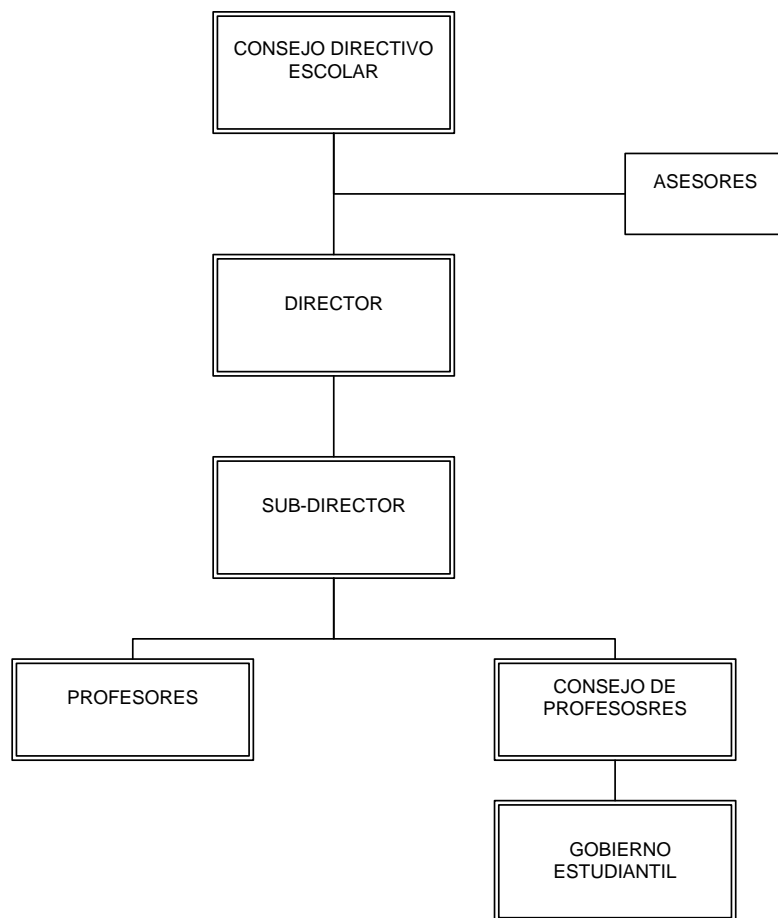 CONSEJO DIRECTIVO
ESCOLAR
ASESORES
DIRECTOR
SUB-DIRECTOR
PROFESORES
CONSEJO DE
PROFESOSRES
GOBIERNO
ESTUDIANTIL